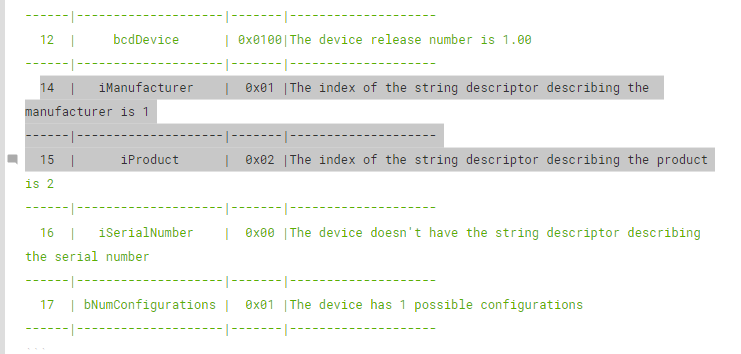 ------|--------------------|-------|--------------------
12 | bcdDevice | 0x0100|The device release number is 1.00
------|--------------------|-------|--------------------
14 | iManufacturer | 0x01 |The index of the string descriptor describing the
manufacturer is 1
------|--------------------|-------|--------------------
15 | iProduct | 0x02 |The index of the string descriptor describing the product
is 2
------|--------------------|-------|--------------------
16 | iSerialNumber | 0x00 |The device doesn't have the string descriptor describing
the serial number
------|--------------------|-------|--------------------
17 | bNumConfigurations | 0x01 |The device has 1 possible configurations
------|--------------------|-------|--------------------
...